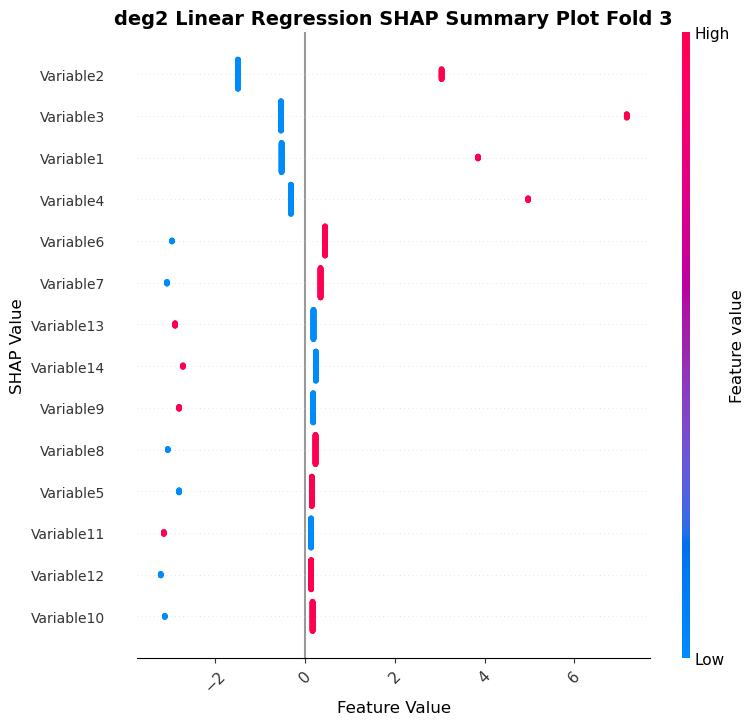 deg2 Linear Regression SHAP Summary Plot Fold 3
High
Variable2
Variable3
Variable1
Variable4
Variable6
Variable7
Variable13
Variable14
Variable9
Variable8
Variable5
Variable11
Variable12
Variable10
SHAP Value
Feature value
Low
−2
0
2
4
6
Feature Value